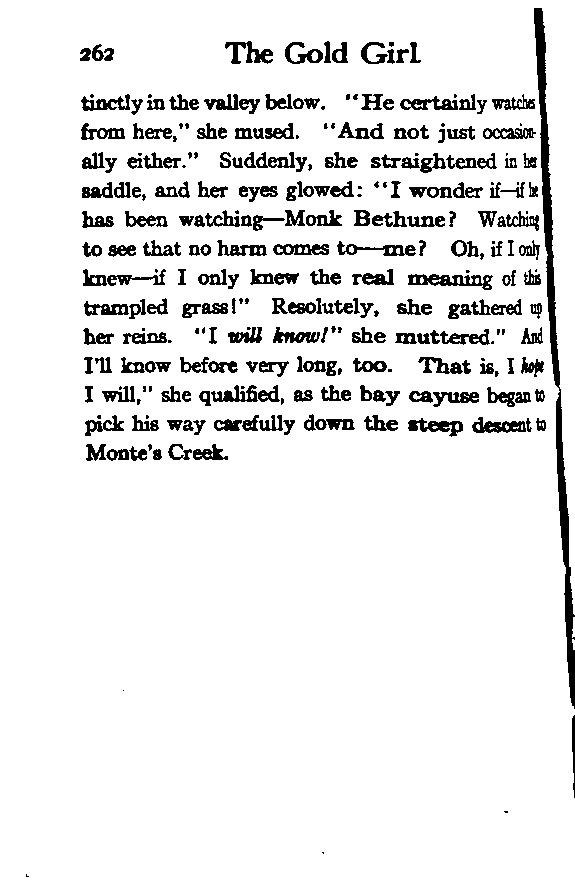 262 The Gold Girl
tinctly in the valley below. "He certainly watches
from here," she mused. "And not just occasion-
ally either." Suddenly, she straightened in her
saddle, and her eyes glowed: "I wonder if—if he
has been watching—Monk Bethune? Watching
to see that no harm comes to——me? Oh, if I only
knew—if I only knew the real meaning of this
trampled grass!" Resolutely, she gathered up
her reins. "I will know!" she muttered." And
I'll know before very long, too. That is, I hope
I will," she qualified, as the bay cayuse began to
pick his way carefully down the steep descent to
Monte's Creek.